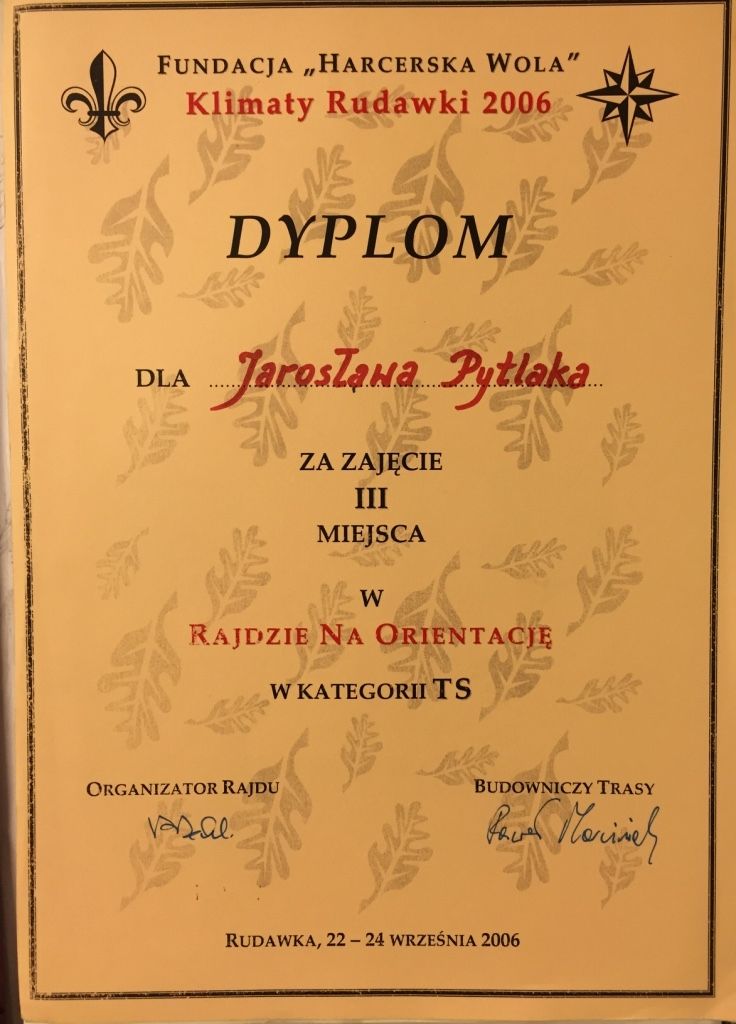 FUNDACJA „HARCERSKA WOLA”
Klimaty Rudawki 2006
DYPLOM
DLA Jarosława Pytlaka
ZA ZAJĘCIE
III
MIEJSCA
W
RAJDZIE NA ORIENTACJĘ
W KATEGORII TS
ORGANIZATOR RAJDU
BUDOWNICZY TRASY
Paweł
RUDAWKA, 22 – 24 WRZEŚNIA 2006